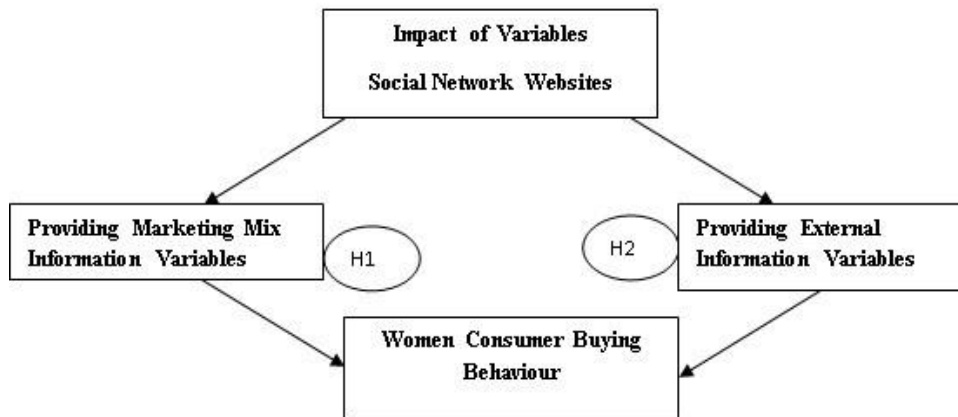 Impact of Variables
Social Network Websites
Providing Marketing Mix
Information Variables
H1
H2
Providing External
Information Variables
Women Consumer Buying
Behaviour